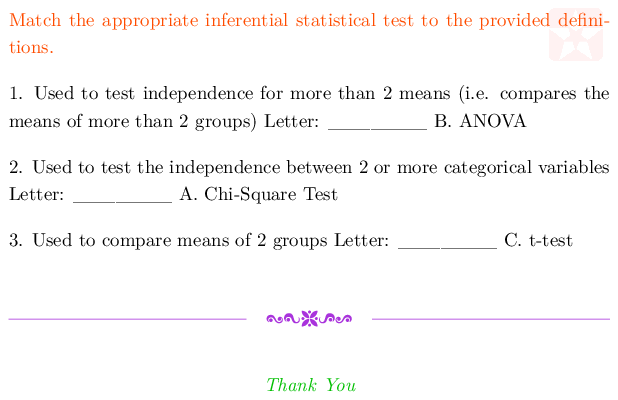 Match the appropriate inferential statistical test to the provided defini-
tions.
1. Used to test independence for more than 2 means (i.e. compares the
means of more than 2 groups) Letter: __________ B. ANOVA
2. Used to test the independence between 2 or more categorical variables
Letter: __________ A. Chi-Square Test
3. Used to compare means of 2 groups Letter: __________ C. t-test
Thank You